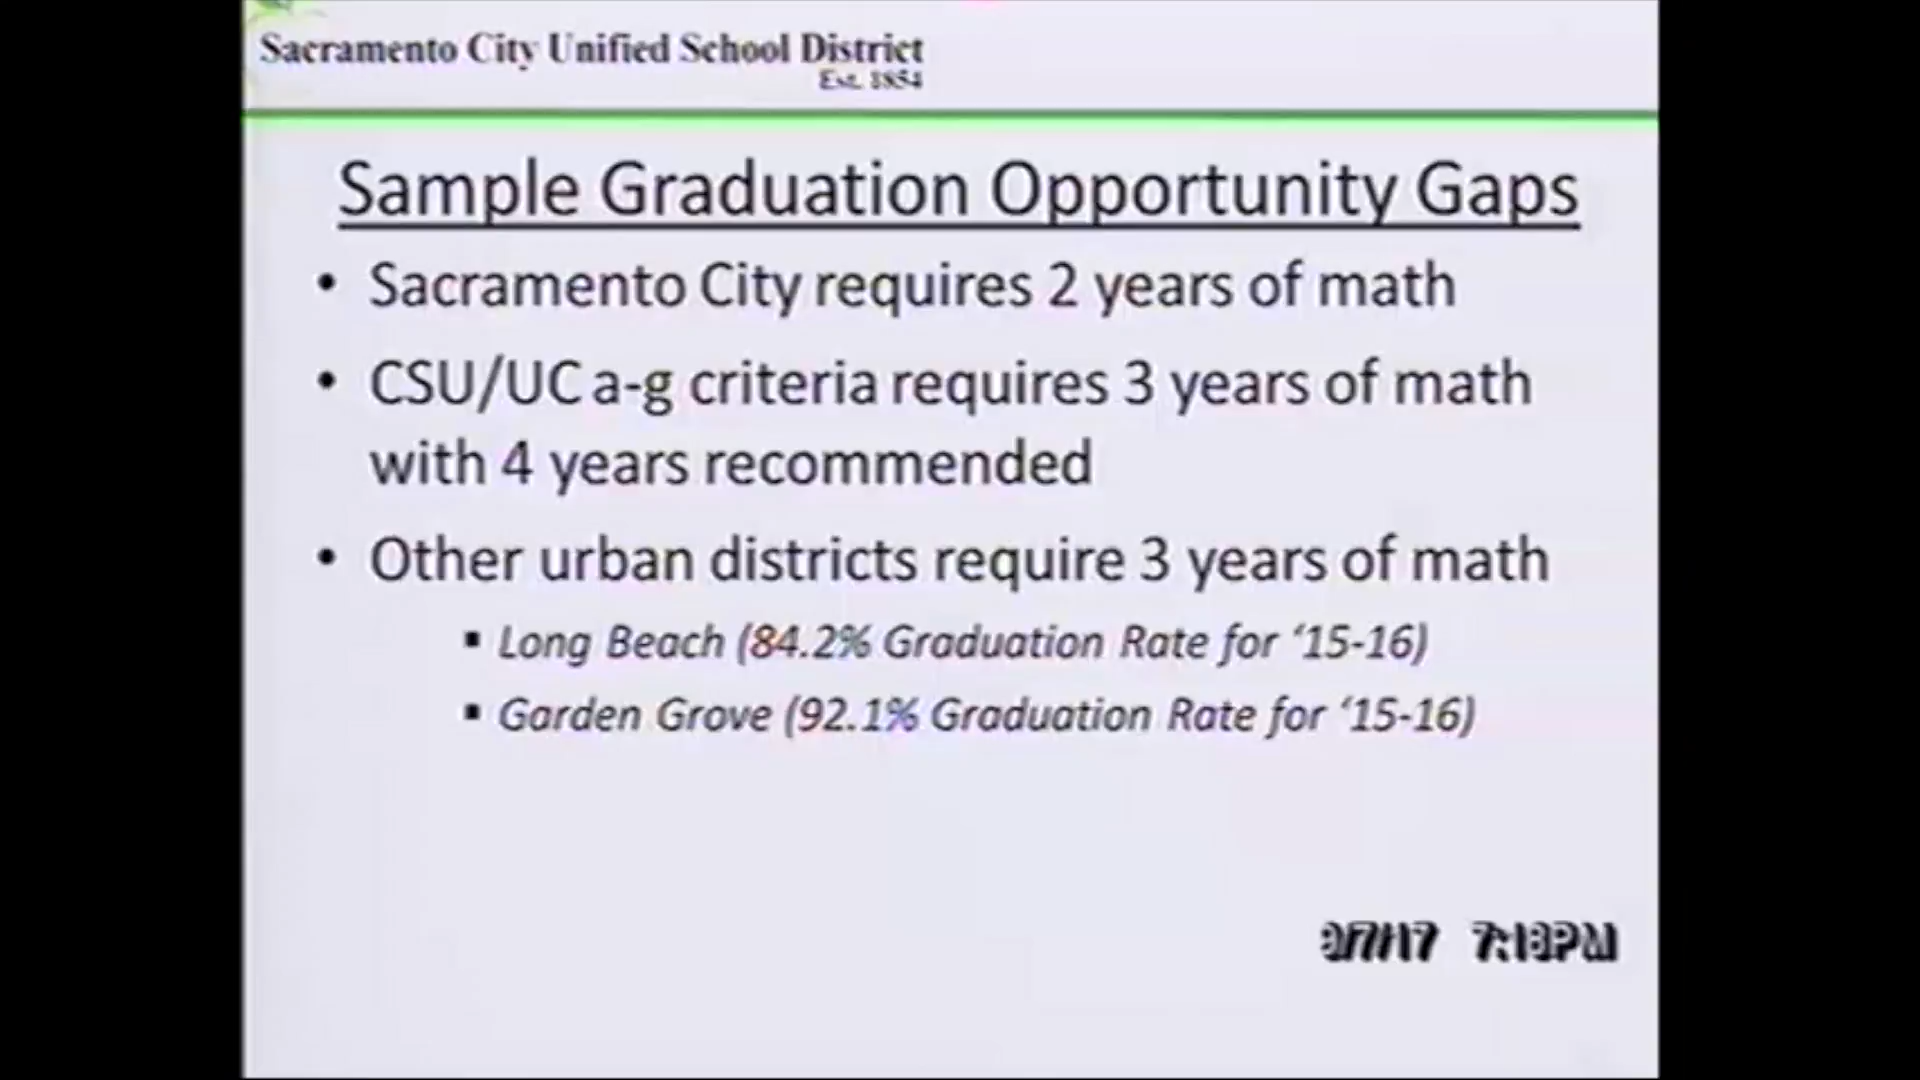 Sacramento City Unified School District
Est. 1854
Sample Graduation Opportunity Gaps
• Sacramento City requires 2 years of math
• CSU/UC a-g criteria requires 3 years of math
with 4 years recommended
• Other urban districts require 3 years of math
▪ Long Beach (84.2% Graduation Rate for ‘15-16)
▪ Garden Grove (92.1% Graduation Rate for ‘15-16)